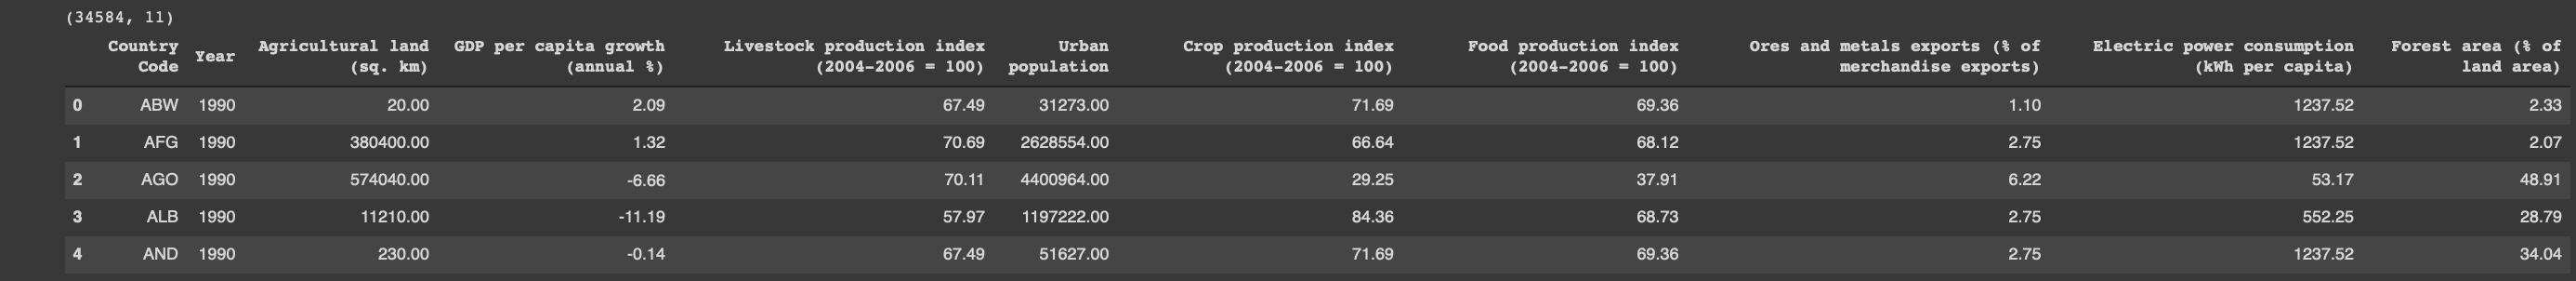 (34584, 11)
Country Code Year Agricultural land (sq. km) GDP per capita growth (annual %) Livestock production index (2004-2006 = 100) Urban population Crop production index (2004-2006 = 100) Food production index (2004-2006 = 100) Ores and metals exports (% of merchandise exports) Electric power consumption (kWh per capita) Forest area (% of land area)
0 ABW 1990 20.00 2.09 67.49 31273.00 71.69 69.36 1.10 1237.52 2.33
1 AFG 1990 380400.00 1.32 70.69 2628554.00 66.64 68.12 2.75 1237.52 2.07
2 AGO 1990 574040.00 -6.66 70.11 4400964.00 29.25 37.91 6.22 53.17 48.91
3 ALB 1990 11210.00 -11.19 57.97 1197222.00 84.36 68.73 2.75 552.25 28.79
4 AND 1990 230.00 -0.14 67.49 51627.00 71.69 69.36 2.75 1237.52 34.04